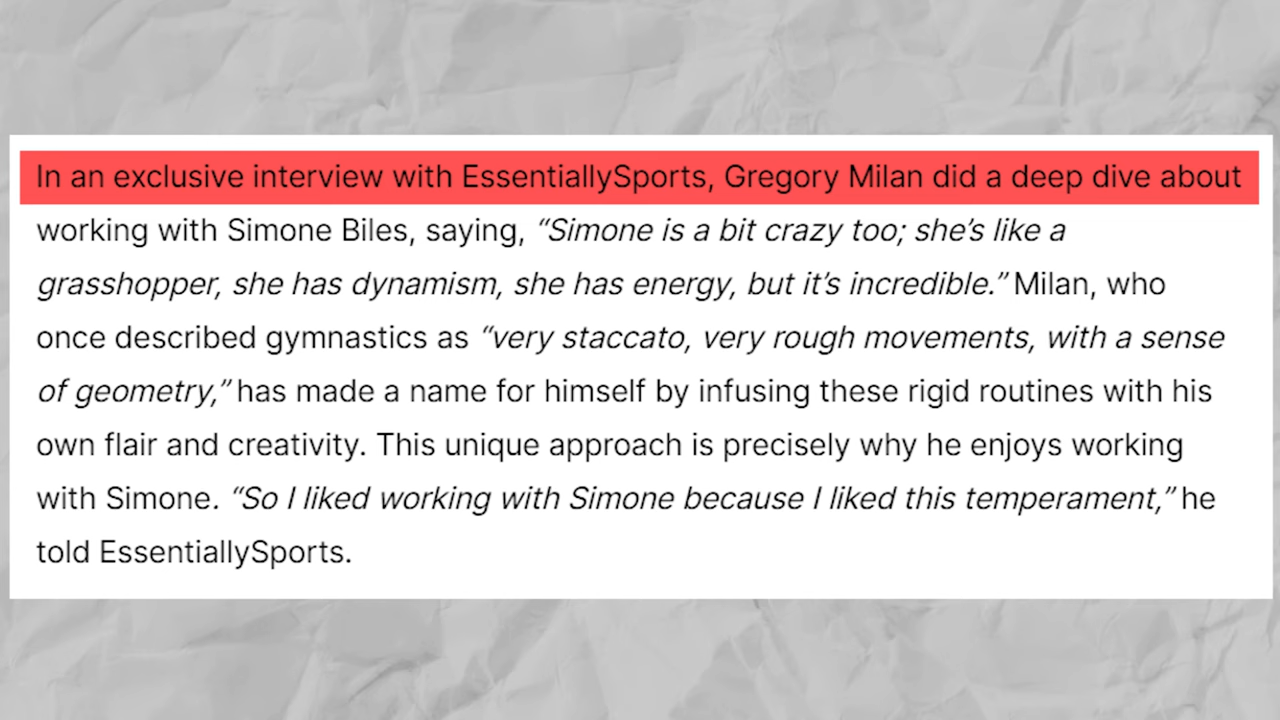 In an exclusive interview with EssentiallySports, Gregory Milan did a deep dive about
working with Simone Biles, saying, “Simone is a bit crazy too; she’s like a
grasshopper, she has dynamism, she has energy, but it’s incredible.” Milan, who
once described gymnastics as “very staccato, very rough movements, with a sense
of geometry,” has made a name for himself by infusing these rigid routines with his
own flair and creativity. This unique approach is precisely why he enjoys working
with Simone. “So I liked working with Simone because I liked this temperament,” he
told EssentiallySports.